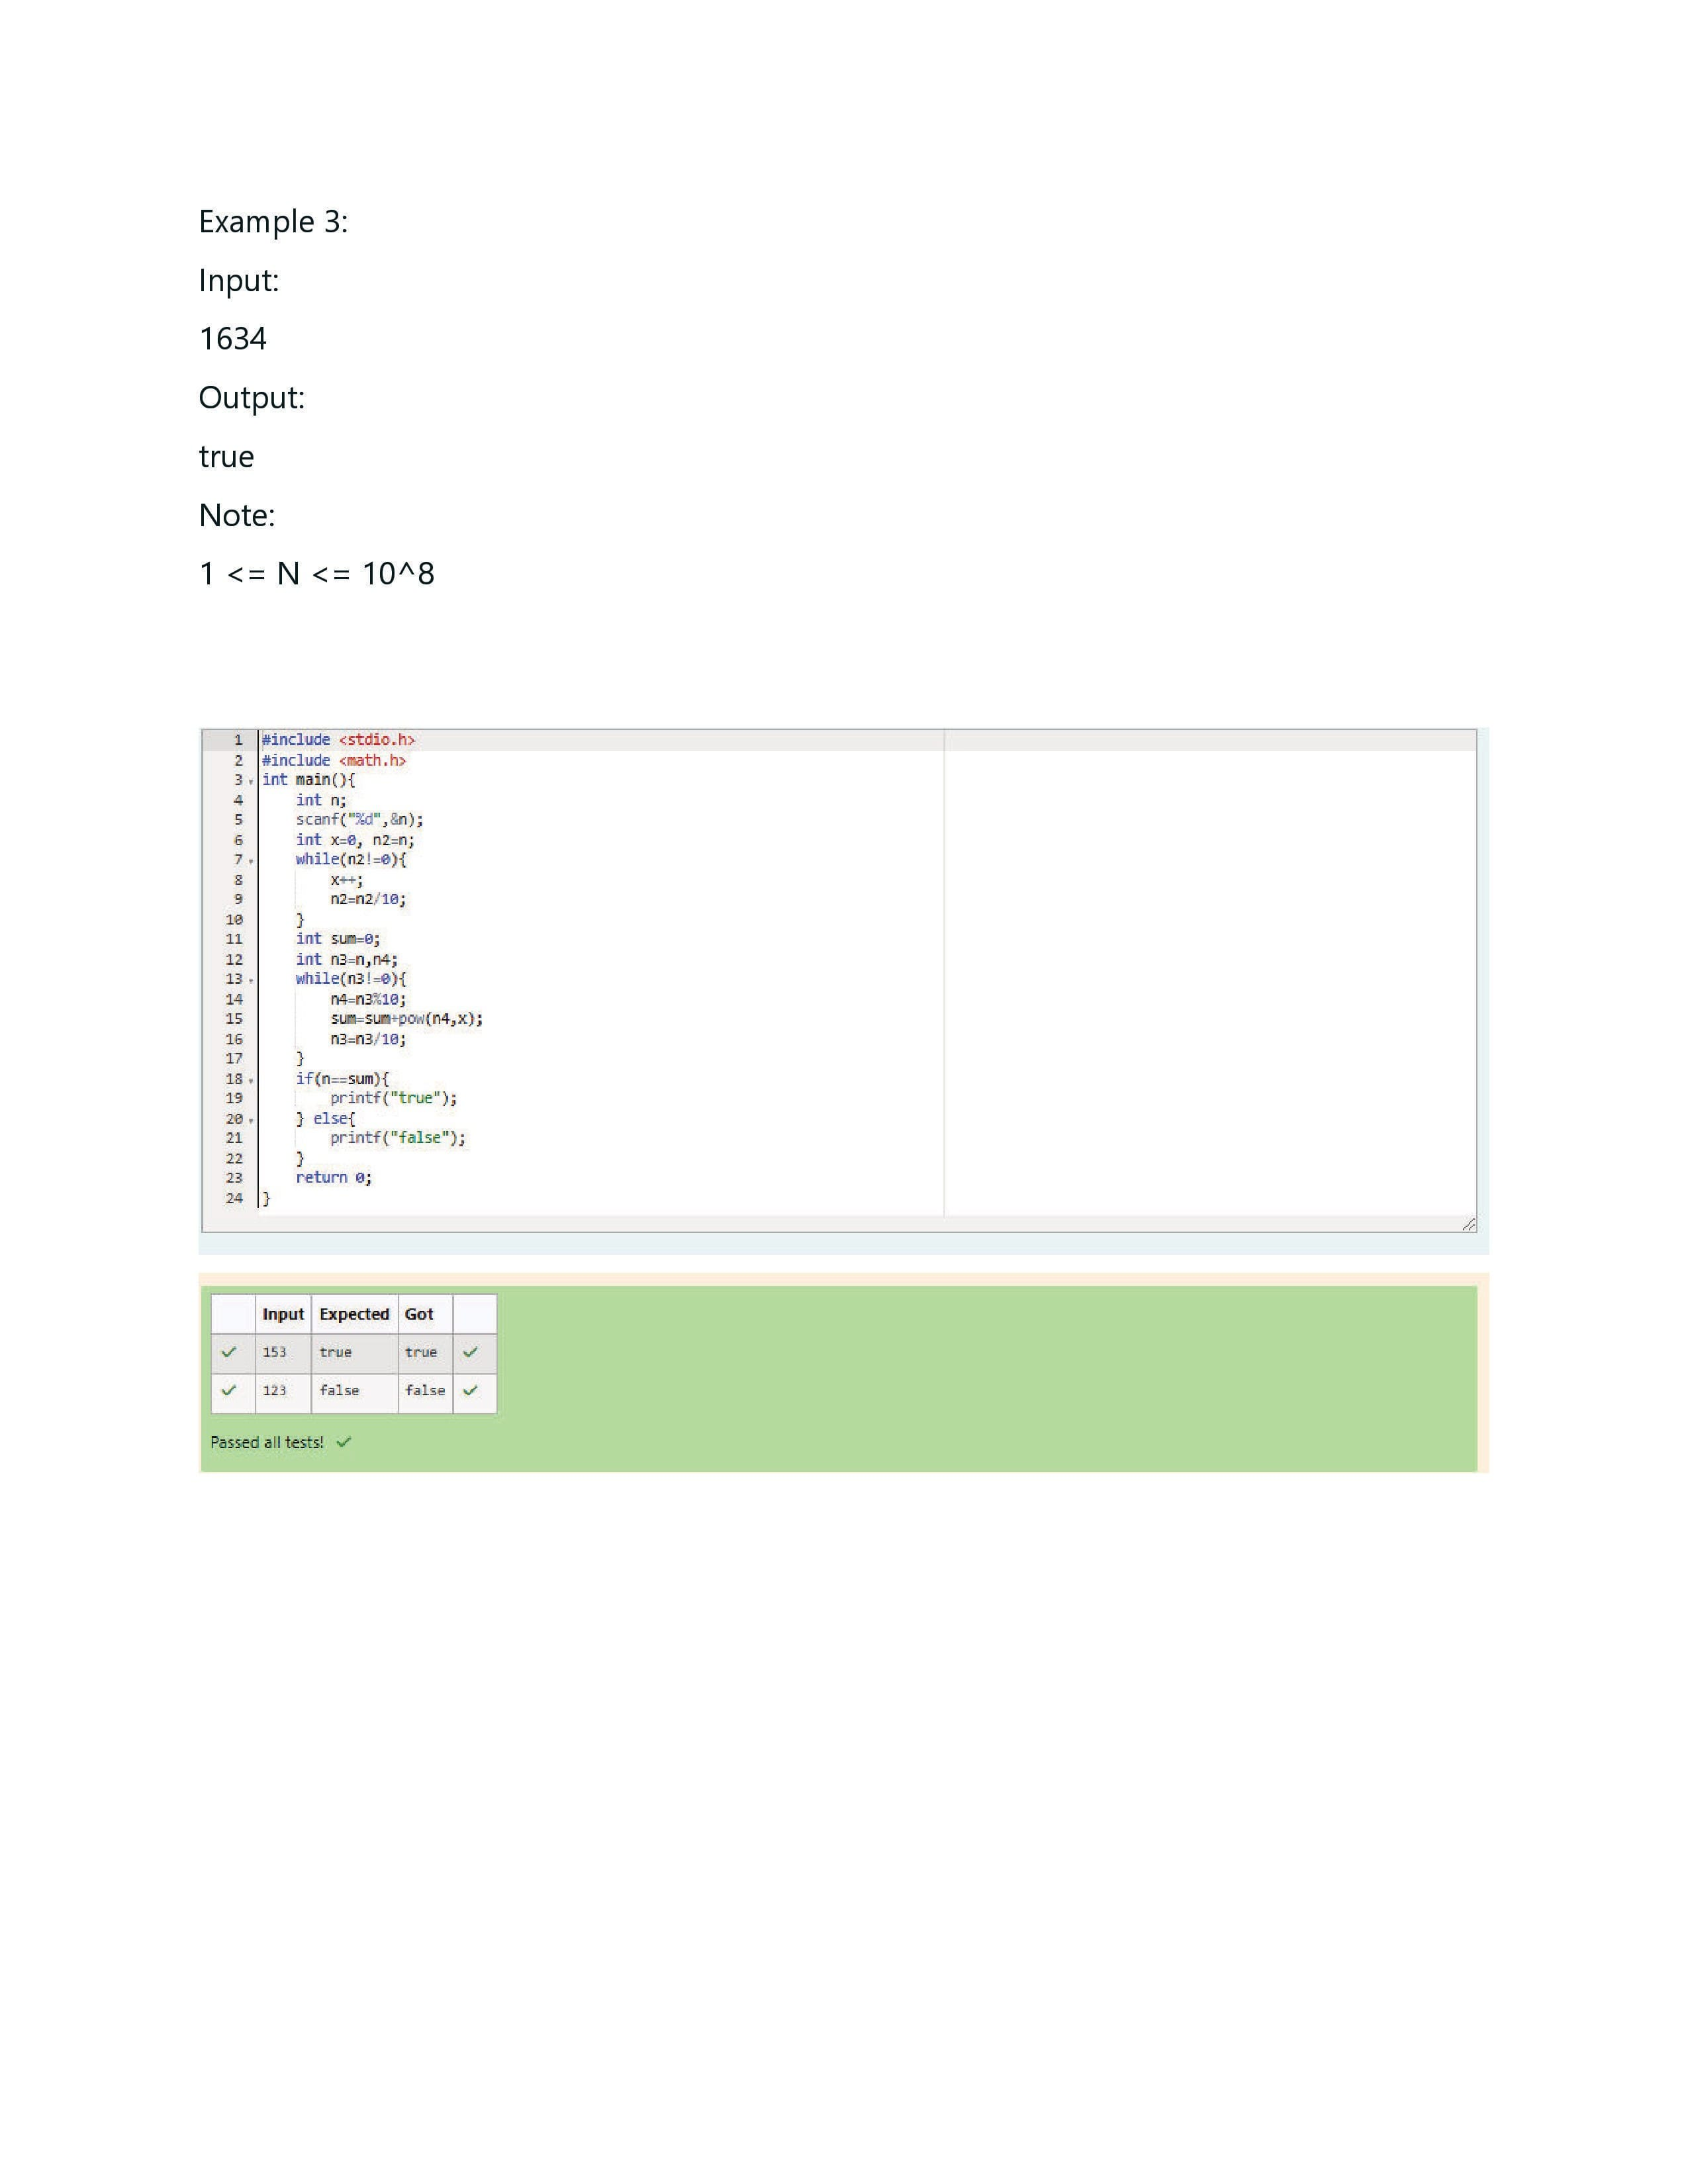 Example 3:
Input:
1634
Output:
true
Note:
1 <= N <= 10^8
1 #include <stdio.h>
2 #include <math.h>
3 int main(){
4     int n;
5     scanf("%d",&n);
6     int x=0, n2=n;
7     while(n2!=0){
8         x++;
9         n2=n2/10;
10     }
11     int sum=0;
12     int n3=n,n4;
13     while(n3!=0){
14         n4=n3%10;
15         sum=sum+pow(n4,x);
16         n3=n3/10;
17     }
18     if(n==sum){
19         printf("true");
20     } else{
21         printf("false");
22     }
23     return 0;
24 }
Input Expected Got
153 true true
123 false false
Passed all tests!